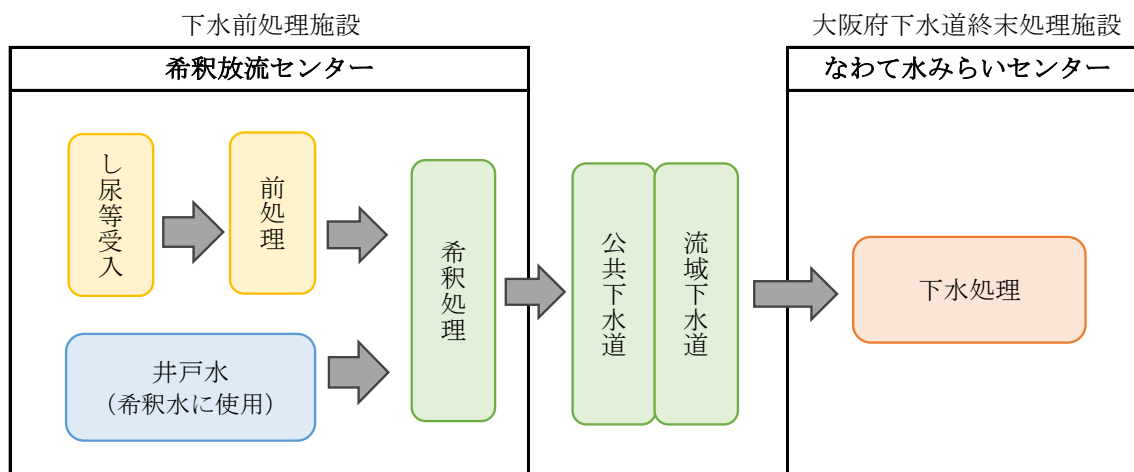 下水前処理施設
大阪府下水道終末処理施設
希釈放流センター
なわて水みらいセンター
し尿等受入
前処理
希釈処理
井戸水
（希釈水に使用）
公共下水道
流域下水道
下水処理